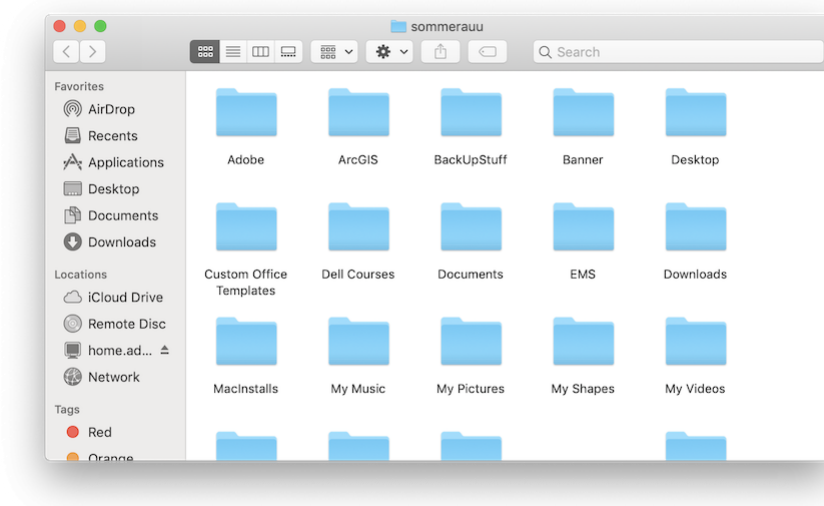 sommerauu
Search
Favorites
AirDrop
Recents
Applications
Desktop
Documents
Downloads
Locations
iCloud Drive
Remote Disc
home.ad...
Network
Tags
Red
Orange
Adobe
ArcGIS
BackUpStuff
Banner
Desktop
Custom Office
Templates
Dell Courses
Documents
EMS
Downloads
MacInstalls
My Music
My Pictures
My Shapes
My Videos